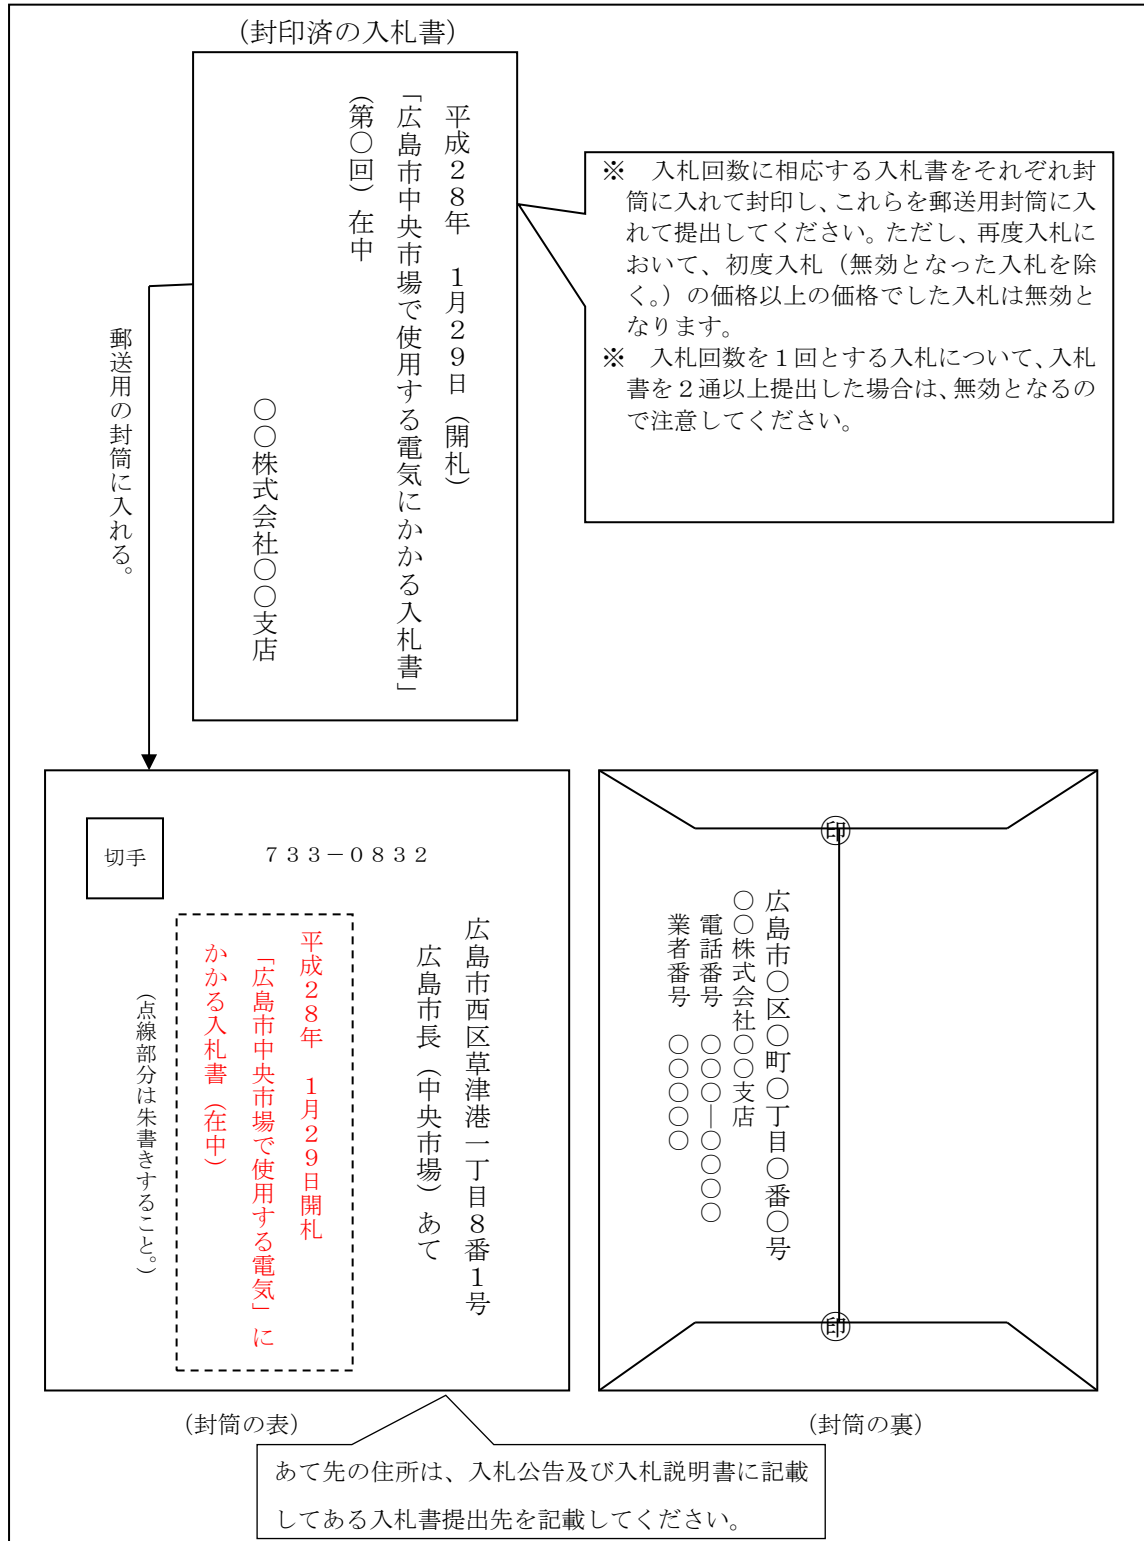 (封印済の入札書)
平成２８年　１月２９日（開札）
「広島市中央市場で使用する電気にかかる入札書」
（第〇回）在中
〇〇株式会社〇〇支店
※　入札回数に相応する入札書をそれぞれ封
筒に入れて封印し、これらを郵送用封筒に入
れて提出してください。ただし、再度入札に
おいて、初度入札（無効となった入札を除
く。）の価格以上の価格でした入札は無効と
なります。
※　入札回数を１回とする入札について、入札
書を２通以上提出した場合は、無効となるの
で注意してください。
郵送用の封筒に入れる。
切手
７３３－０８３２
広島市西区草津港一丁目８番１号
広島市長（中央市場）あて
平成２８年　１月２９日開札
「広島市中央市場で使用する電気」に
かかる入札書（在中）
（点線部分は朱書きすること。）
(封筒の表)
㊞
広島市〇区〇町〇丁目〇番〇号
〇〇株式会社〇〇支店
電話番号　〇〇〇―〇〇〇〇
業者番号　〇〇〇〇〇
㊞
(封筒の裏)
あて先の住所は、入札公告及び入札説明書に記載
してある入札書提出先を記載してください。